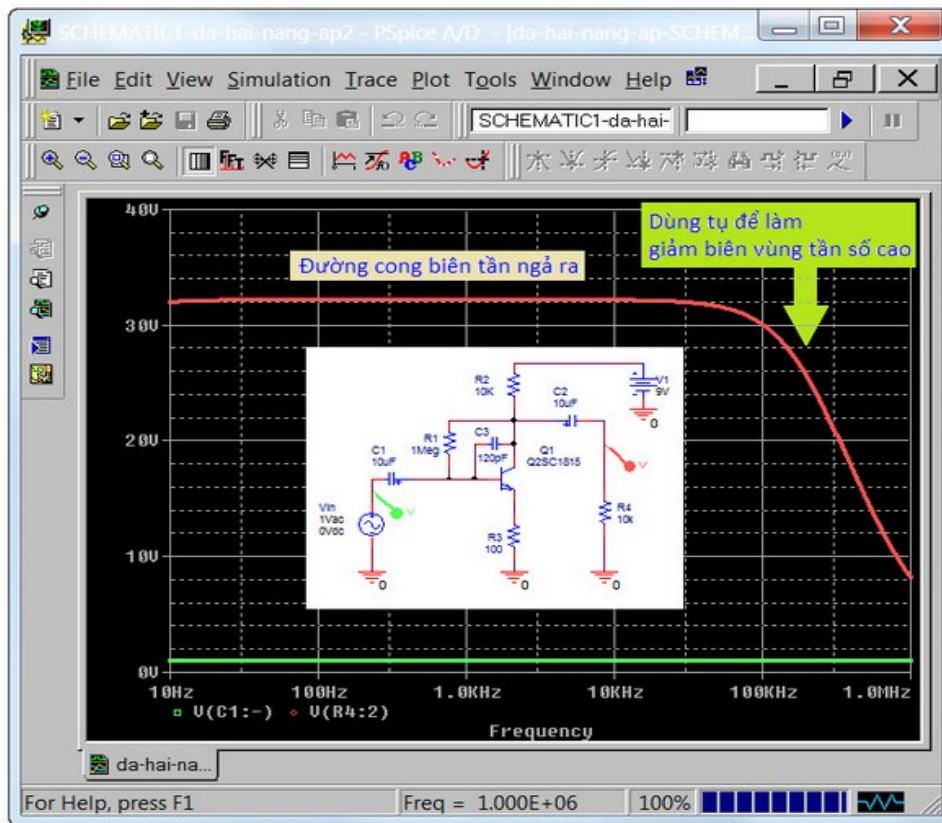 SCHEMATIC1-da-hai-nang-ap2 - PSpice A/D - [da-hai-nang-ap-SCHEM...
File Edit View Simulation Trace Plot Tools Window Help
SCHEMATIC1-da-hai-
FFT
40V
30V
20V
10V
0V
Đường cong biên tần ngả ra
Dùng tụ để làm
giảm biên vùng tần số cao
R2
10K
V1
9V
0
C2
10uF
R1
1Meg
C3
120pF
Q1
Q2SC1815
C1
10uF
V
V
Vin
1Vac
0Vdc
R3
100
R4
10k
0
0
0
10Hz 100Hz 1.0KHz 10KHz 100KHz 1.0MHz
V(C1:-) V(R4:2)
Frequency
da-hai-na...
For Help, press F1 Freq = 1.000E+06 100%